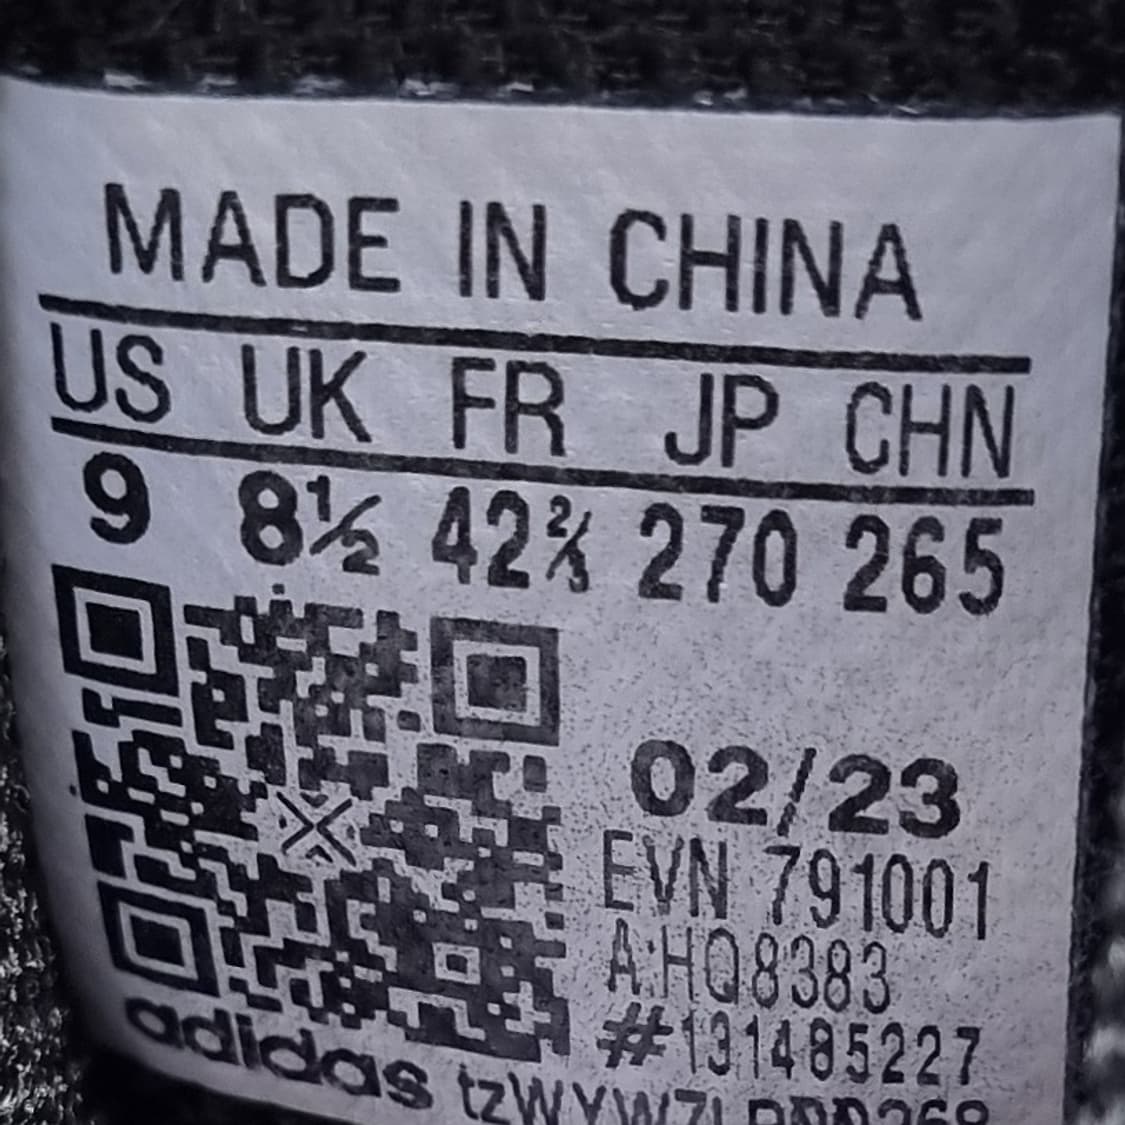 MADE IN CHINA
US UK FR JP CHN
9 8½ 42⅔ 270 265
02/23
EVN 791001
A:HQ8383
#131485227
adidas